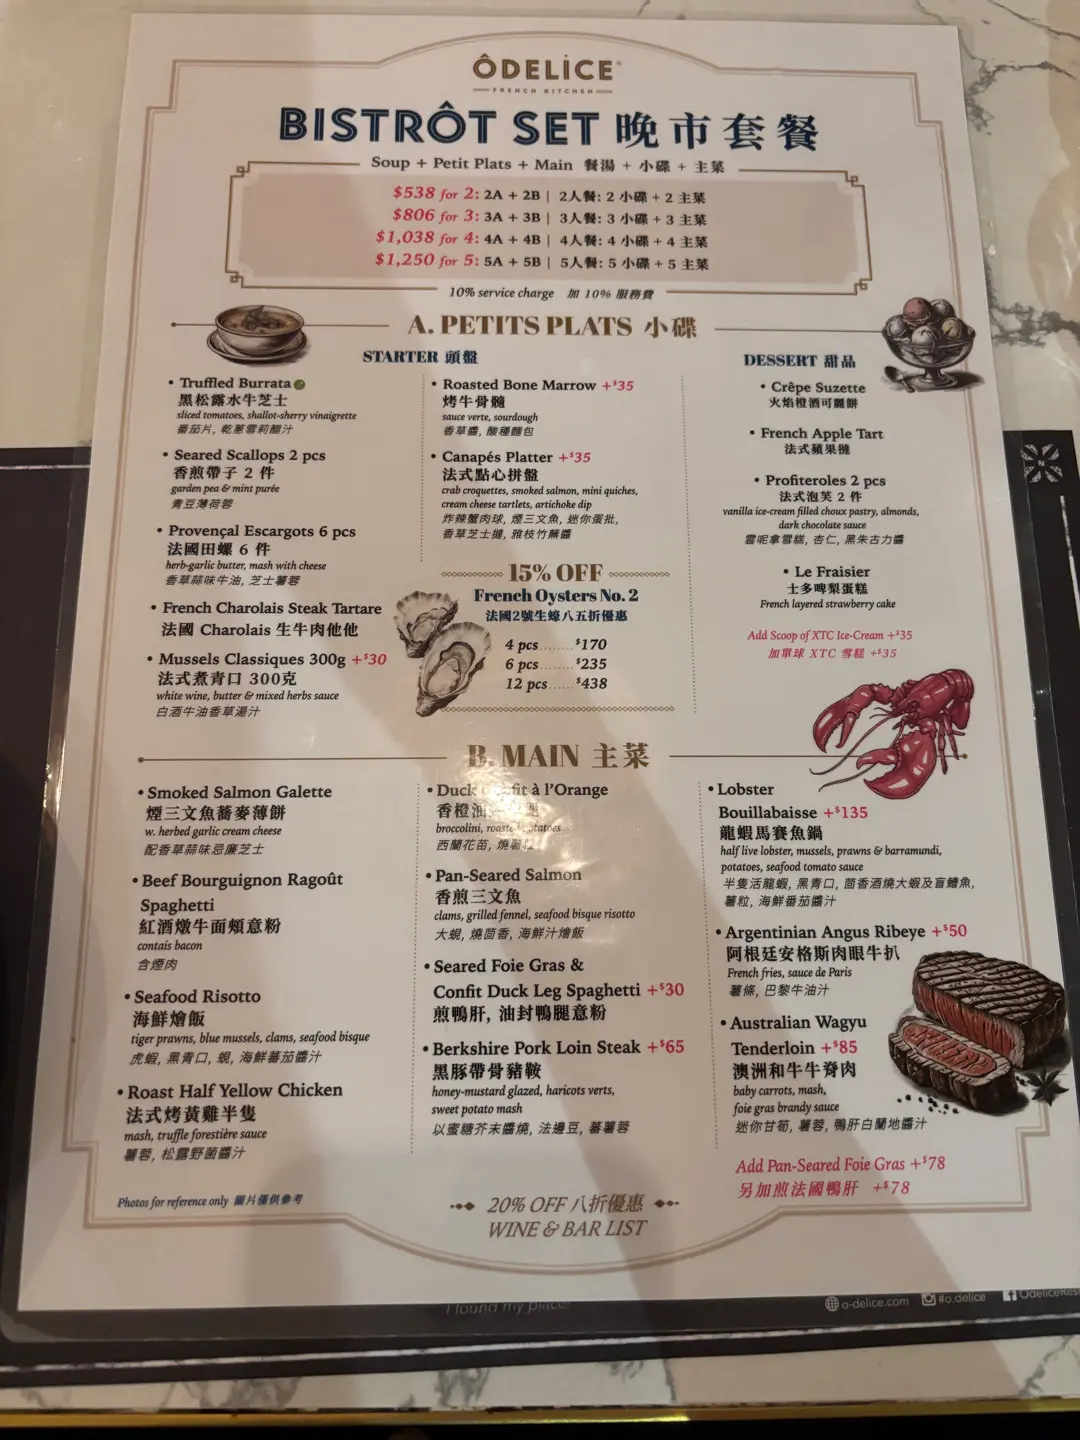 ÔDELİCE
FRENCH KITCHEN
BISTRÔT SET 晚市套餐
Soup + Petit Plats + Main 餐湯 + 小碟 + 主菜
$538 for 2: 2A + 2B | 2人餐: 2 小碟 + 2 主菜
$806 for 3: 3A + 3B | 3人餐: 3 小碟 + 3 主菜
$1,038 for 4: 4A + 4B | 4人餐: 4 小碟 + 4 主菜
$1,250 for 5: 5A + 5B | 5人餐: 5 小碟 + 5 主菜
10% service charge 加 10% 服務費
A. PETITS PLATS 小碟
STARTER 頭盤
• Truffled Burrata
黑松露水牛芝士
sliced tomatoes, shallot-sherry vinaigrette
番茄片, 乾蔥雪莉醋汁
• Seared Scallops 2 pcs
香煎帶子 2 件
garden pea & mint purée
青豆薄荷蓉
• Provençal Escargots 6 pcs
法國田螺 6 件
herb-garlic butter, mash with cheese
香草蒜味牛油, 芝士薯蓉
• French Charolais Steak Tartare
法國 Charolais 生牛肉他他
• Mussels Classiques 300g +$30
法式煮青口 300克
white wine, butter & mixed herbs sauce
白酒牛油香草湯汁
• Roasted Bone Marrow +$35
烤牛骨髓
sauce verte, sourdough
香草醬, 酸種麵包
• Canapés Platter +$35
法式點心拼盤
crab croquettes, smoked salmon, mini quiches,
cream cheese tartlets, artichoke dip
炸辣蟹肉球, 煙三文魚, 迷你蛋批,
香草芝士撻, 雅枝竹蘸醬
15% OFF
French Oysters No. 2
法國2號生蠔八五折優惠
4 pcs........$170
6 pcs........$235
12 pcs......$438
DESSERT 甜品
• Crêpe Suzette
火焰橙酒可麗餅
• French Apple Tart
法式蘋果撻
• Profiteroles 2 pcs
法式泡芙 2 件
vanilla ice-cream filled choux pastry, almonds,
dark chocolate sauce
雲呢拿雪糕, 杏仁, 黑朱古力醬
• Le Fraisier
士多啤梨蛋糕
French layered strawberry cake
Add Scoop of XTC Ice-Cream +$35
加單球 XTC 雪糕 +$35
B. MAIN 主菜
• Smoked Salmon Galette
煙三文魚蕎麥薄餅
w. herbed garlic cream cheese
配香草蒜味忌廉芝士
• Beef Bourguignon Ragoût
Spaghetti
紅酒燉牛面頰意粉
contais bacon
含煙肉
• Seafood Risotto
海鮮燴飯
tiger prawns, blue mussels, clams, seafood bisque
虎蝦, 黑青口, 蜆, 海鮮蕃茄醬汁
• Roast Half Yellow Chicken
法式烤黃雞半隻
mash, truffle forestière sauce
薯蓉, 松露野菌醬汁
• Duck à l'Orange
香橙油
broccolini,
西蘭花苗,
• Pan-Seared Salmon
香煎三文魚
clams, grilled fennel, seafood bisque risotto
大蜆, 燒茴香, 海鮮汁燴飯
• Seared Foie Gras &
Confit Duck Leg Spaghetti +$30
煎鴨肝, 油封鴨腿意粉
• Berkshire Pork Loin Steak +$65
黑豚帶骨豬鞍
honey-mustard glazed, haricots verts,
sweet potato mash
以蜜糖芥末醬燒, 法邊豆, 蕃薯蓉
• Lobster
Bouillabaisse +$135
龍蝦馬賽魚鍋
half live lobster, mussels, prawns & barramundi,
potatoes, seafood tomato sauce
半隻活龍蝦, 黑青口, 茴香酒燒大蝦及盲鰽魚,
薯粒, 海鮮番茄醬汁
• Argentinian Angus Ribeye +$50
阿根廷安格斯肉眼牛扒
French fries, sauce de Paris
薯條, 巴黎牛油汁
• Australian Wagyu
Tenderloin +$85
澳洲和牛牛脊肉
baby carrots, mash,
foie gras brandy sauce
迷你甘筍, 薯蓉, 鴨肝白蘭地醬汁
Add Pan-Seared Foie Gras +$78
另加煎法國鴨肝 +$78
Photos for reference only 圖片僅供參考
20% OFF 八折優惠
WINE & BAR LIST
I found my place
o-delice.com #o.delice OdeliceRes